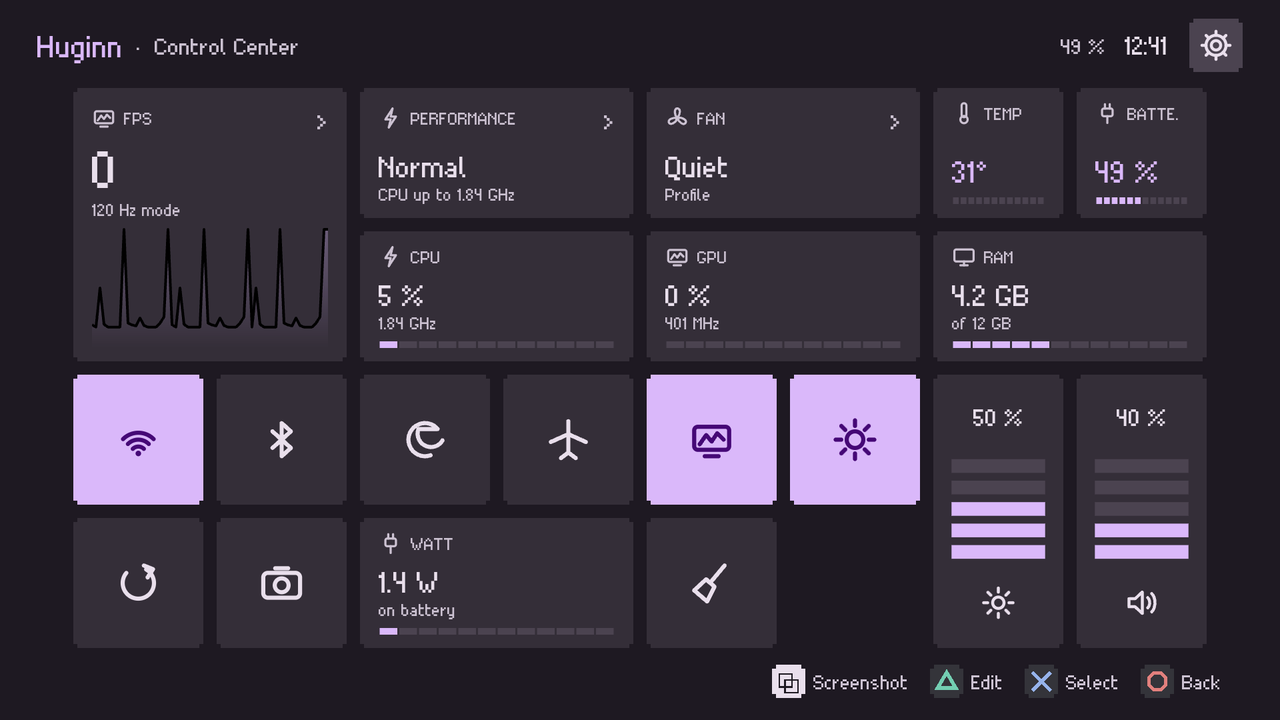 Huginn · Control Center
49 % 12:41
FPS
0
120 Hz mode
PERFORMANCE
Normal
CPU up to 1.84 GHz
FAN
Quiet
Profile
TEMP
31°
BATTE.
49 %
CPU
5 %
1.84 GHz
GPU
0 %
401 MHz
RAM
4.2 GB
of 12 GB
50 %
40 %
WATT
1.4 W
on battery
Screenshot Edit Select Back